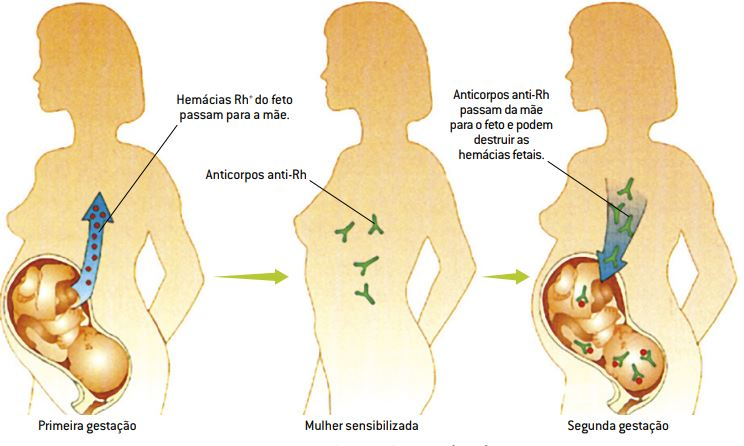 Hemácias Rh⁺ do feto
passam para a mãe.
Anticorpos anti-Rh
Anticorpos anti-Rh
passam da mãe
para o feto e podem
destruir as
hemácias fetais.
Primeira gestação
Mulher sensibilizada
Segunda gestação